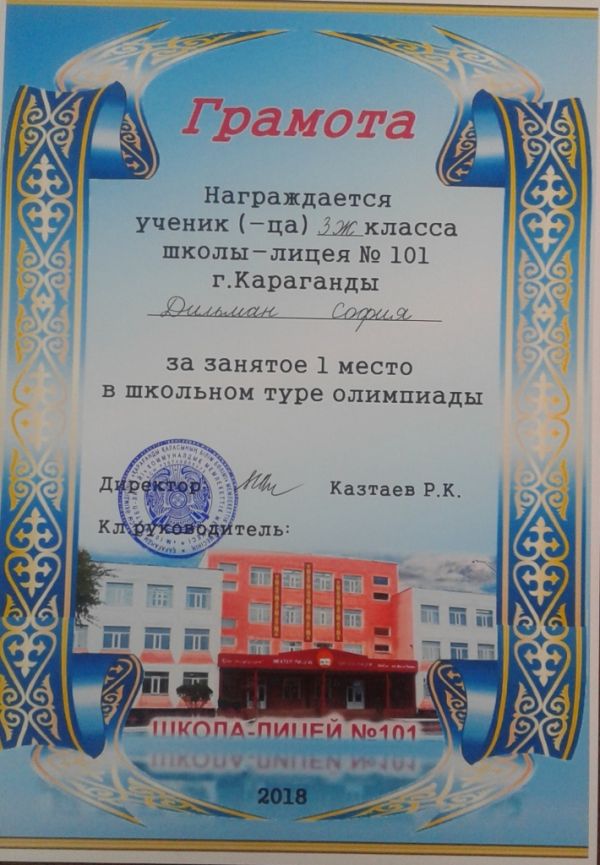 Грамота
Награждается
ученик (-ца) 3 Ж класса
школы-лицея № 101
г.Караганды
Дильман София
за занятое 1 место
в школьном туре олимпиады
Директор: Казтаев Р.К.
Кл.руководитель:
ШКОЛА-ЛИЦЕЙ №101
2018